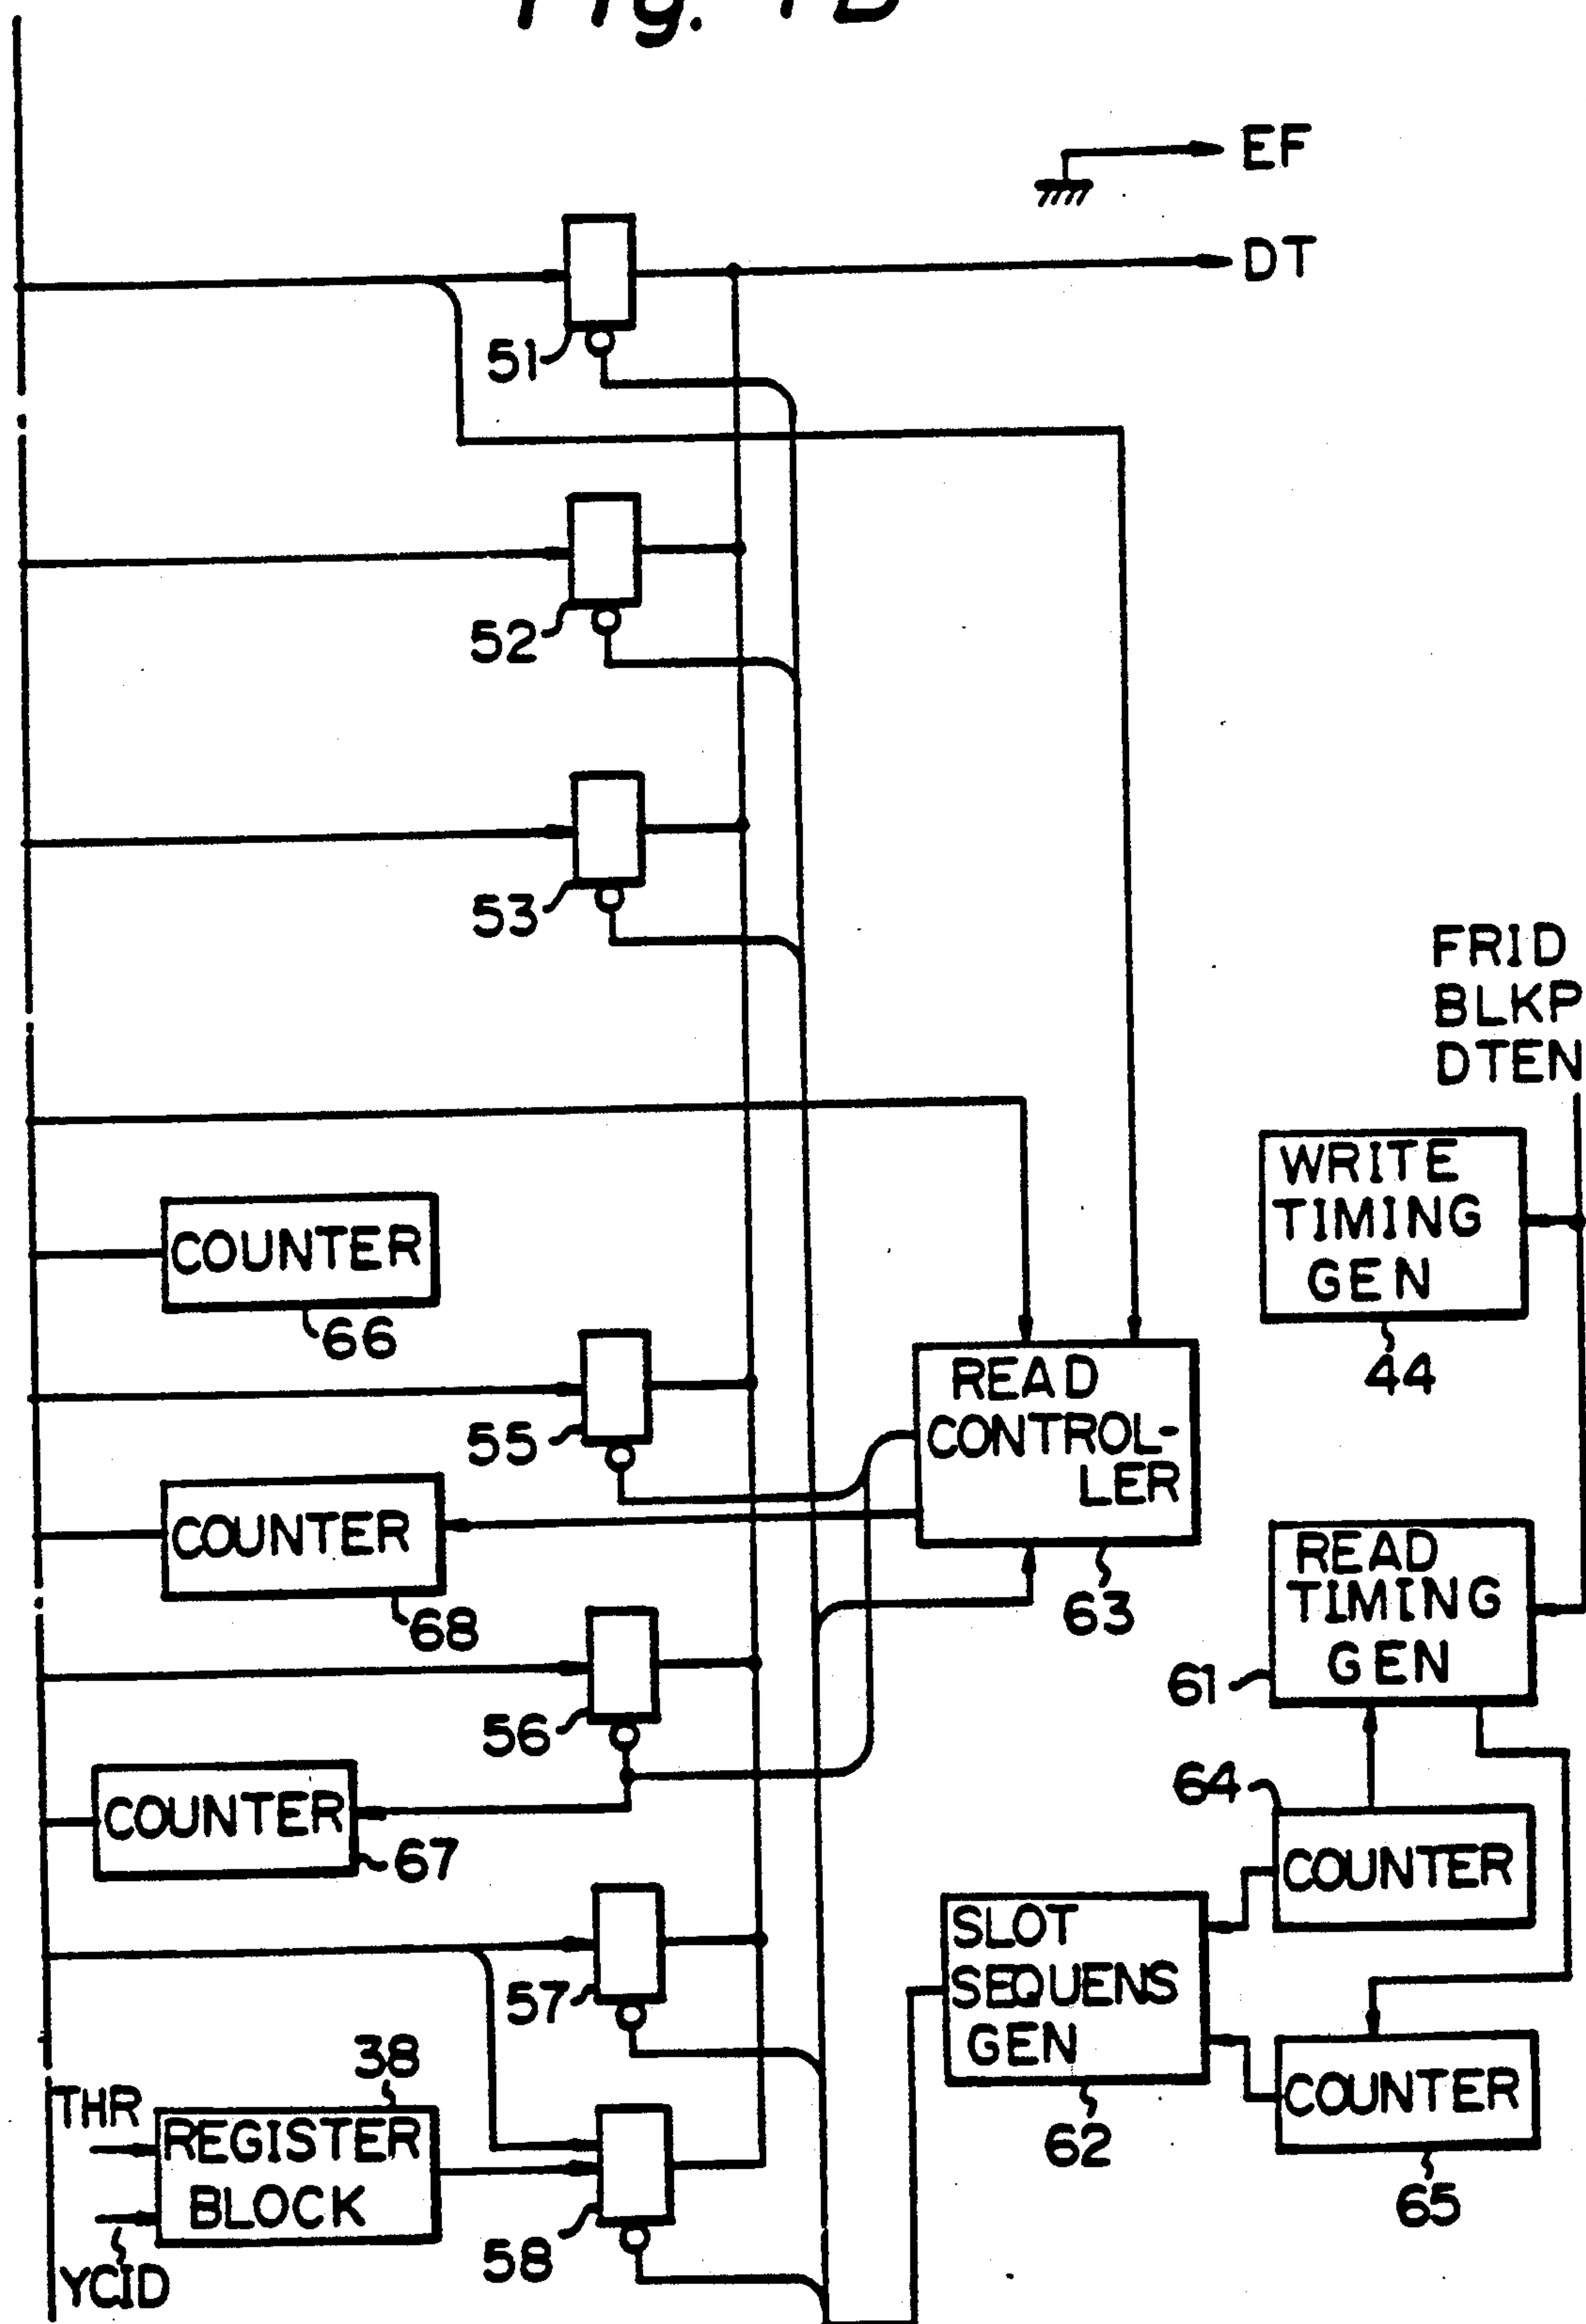 Fig. 4B
EF
DT
51
52
53
FRID
BLKP
DTEN
WRITE
TIMING
GEN
44
COUNTER
66
55
READ
CONTROL-
LER
63
COUNTER
68
READ
TIMING
GEN
61
56
64
COUNTER
COUNTER
67
SLOT
SEQUENS
GEN
62
57
38
THR
REGISTER
BLOCK
YCID
58
COUNTER
65